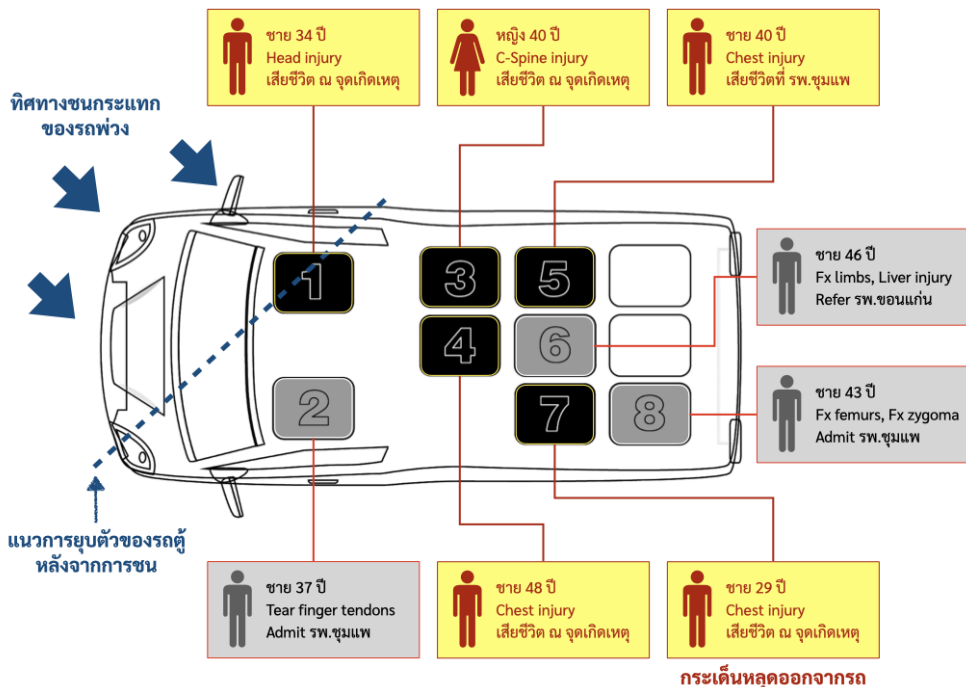 ชาย 34 ปี
Head injury
เสียชีวิต ณ จุดเกิดเหตุ
หญิง 40 ปี
C-Spine injury
เสียชีวิต ณ จุดเกิดเหตุ
ชาย 40 ปี
Chest injury
เสียชีวิตที่ รพ.ชุมแพ
ทิศทางชนกระแทก
ของรถพ่วง
1
3
5
4
6
2
7
8
ชาย 46 ปี
Fx limbs, Liver injury
Refer รพ.ขอนแก่น
ชาย 43 ปี
Fx femurs, Fx zygoma
Admit รพ.ชุมแพ
แนวการยุบตัวของรถตู้
หลังจากการชน
ชาย 37 ปี
Tear finger tendons
Admit รพ.ชุมแพ
ชาย 48 ปี
Chest injury
เสียชีวิต ณ จุดเกิดเหตุ
ชาย 29 ปี
Chest injury
เสียชีวิต ณ จุดเกิดเหตุ
กระเด็นหลุดออกจากรถ